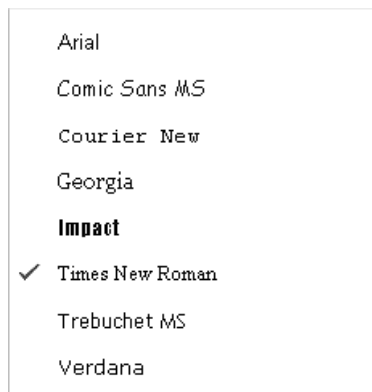 Arial
Comic Sans MS
Courier New
Georgia
Impact
Times New Roman
Trebuchet MS
Verdana